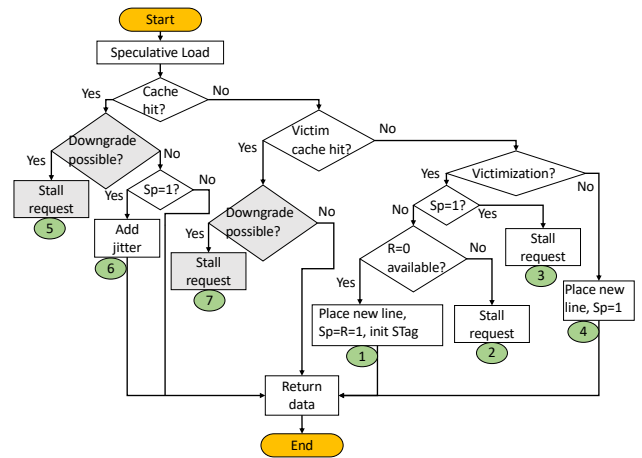 Start
Speculative Load
Cache
hit?
Yes
No
Downgrade
possible?
Yes
No
Stall
request
5
Sp=1?
Yes
No
Add
jitter
6
Victim
cache hit?
Yes
No
Downgrade
possible?
Yes
No
Stall
request
7
Victimization?
Yes
No
Sp=1?
No
Yes
Stall
request
3
R=0
available?
Yes
No
Place new line,
Sp=R=1, init STag
1
Stall
request
2
Place new
line, Sp=1
4
Return
data
End